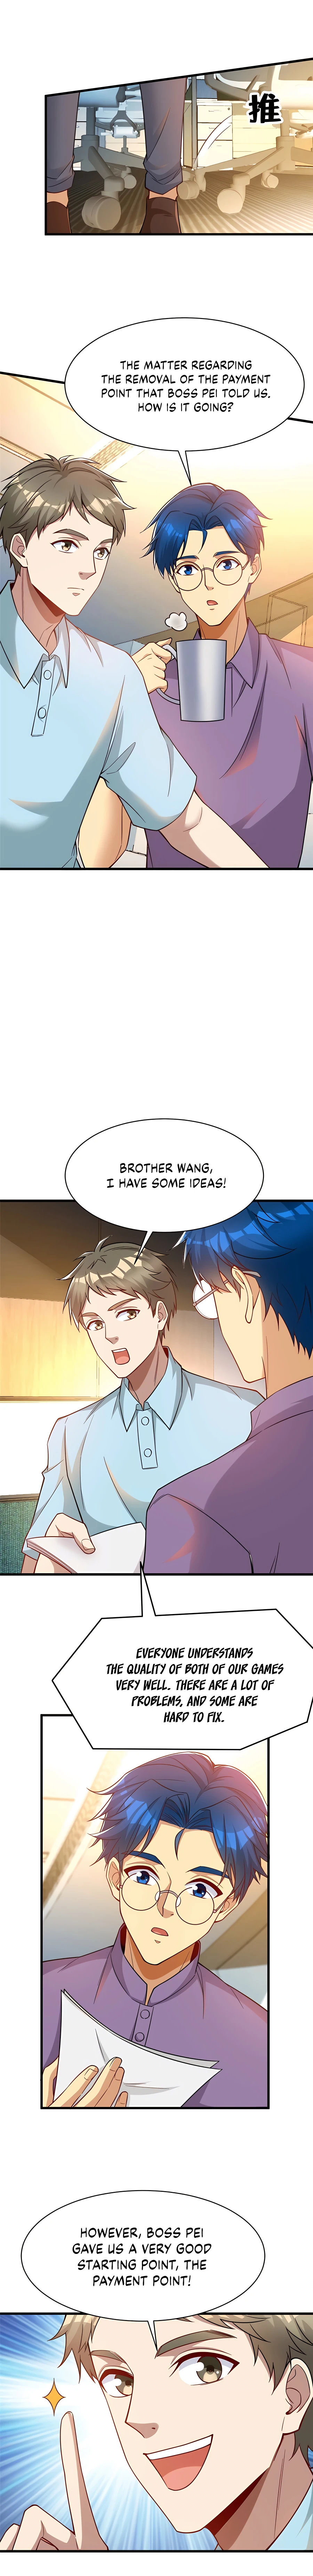 推
THE MATTER REGARDING
THE REMOVAL OF THE PAYMENT
POINT THAT BOSS PEI TOLD US.
HOW IS IT GOING?
BROTHER WANG,
I HAVE SOME IDEAS!
EVERYONE UNDERSTANDS
THE QUALITY OF BOTH OF OUR GAMES
VERY WELL. THERE ARE A LOT OF
PROBLEMS, AND SOME ARE
HARD TO FIX.
HOWEVER, BOSS PEI
GAVE US A VERY GOOD
STARTING POINT, THE
PAYMENT POINT!